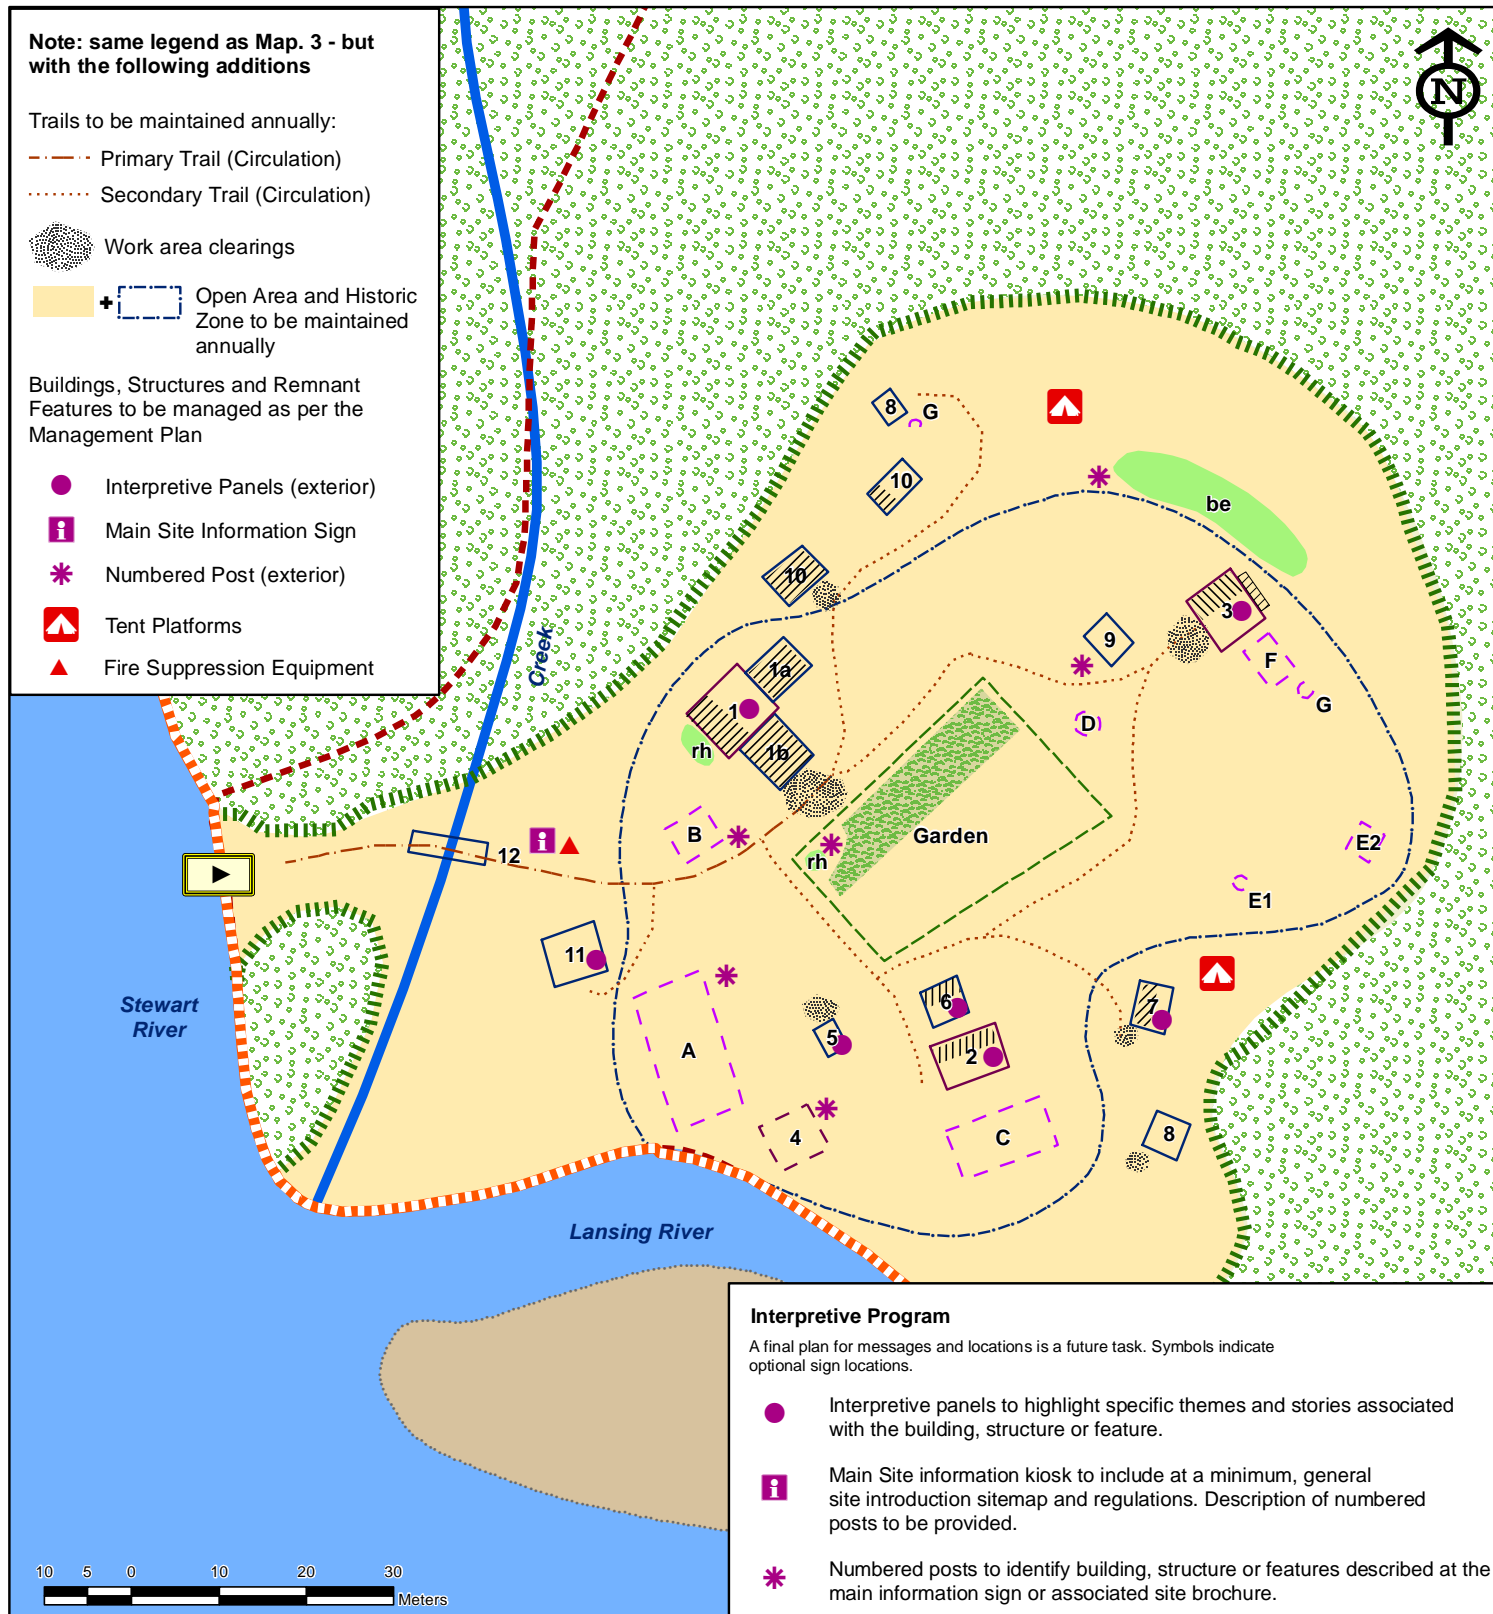 Note: same legend as Map. 3 - but
with the following additions
Trails to be maintained annually:
Primary Trail (Circulation)
Secondary Trail (Circulation)
Work area clearings
Open Area and Historic
Zone to be maintained
annually
Buildings, Structures and Remnant
Features to be managed as per the
Management Plan
Interpretive Panels (exterior)
i Main Site Information Sign
Numbered Post (exterior)
Tent Platforms
Fire Suppression Equipment
N
8
G
10
be
10
3
9
1a
F
G
1
1b
rh
D
Creek
B
Garden
E2
rh
12
i
E1
11
Stewart
River
6
7
A
5
2
4
C
8
Lansing River
Interpretive Program
A final plan for messages and locations is a future task. Symbols indicate
optional sign locations.
Interpretive panels to highlight specific themes and stories associated
with the building, structure or feature.
i Main Site information kiosk to include at a minimum, general
site introduction sitemap and regulations. Description of numbered
posts to be provided.
Numbered posts to identify building, structure or features described at the
main information sign or associated site brochure.
10 5 0 10 20 30
Meters